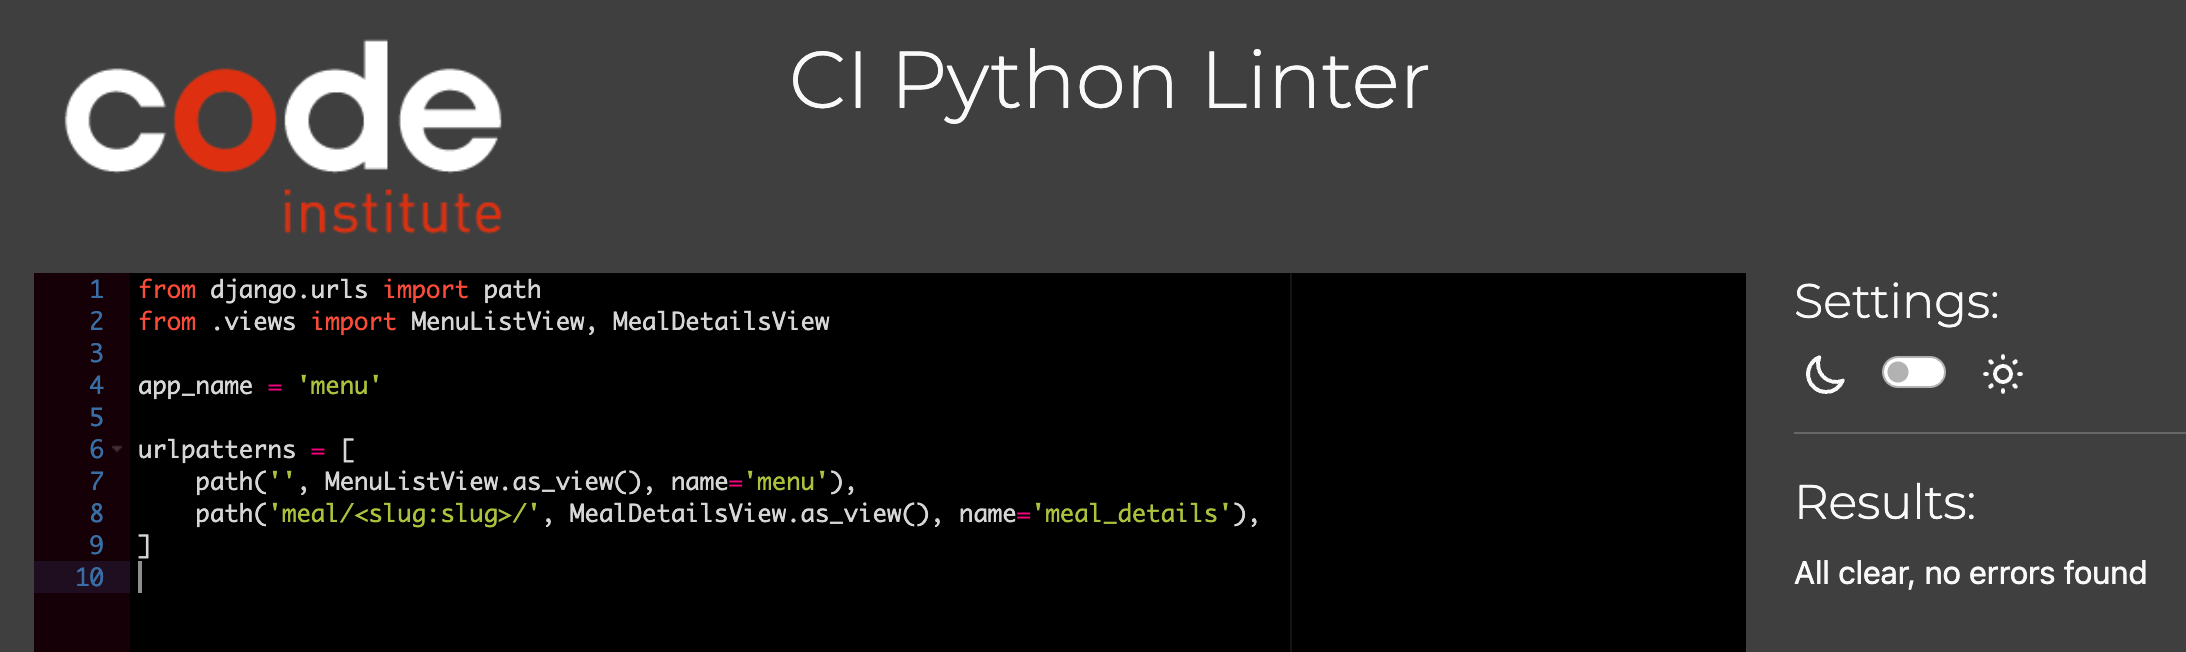 code
institute
CI Python Linter
1 from django.urls import path
2 from .views import MenuListView, MealDetailsView
3
4 app_name = 'menu'
5
6 urlpatterns = [
7     path('', MenuListView.as_view(), name='menu'),
8     path('meal/<slug:slug>/', MealDetailsView.as_view(), name='meal_details'),
9 ]
10
Settings:
Results:
All clear, no errors found